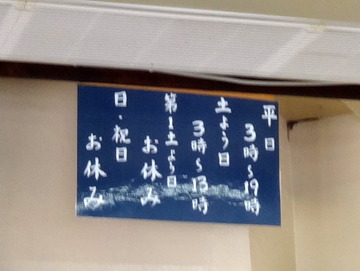 平日
3時〜19時
土よう日
3時〜13時
第1土よう日
お休み
日・祝日
お休み